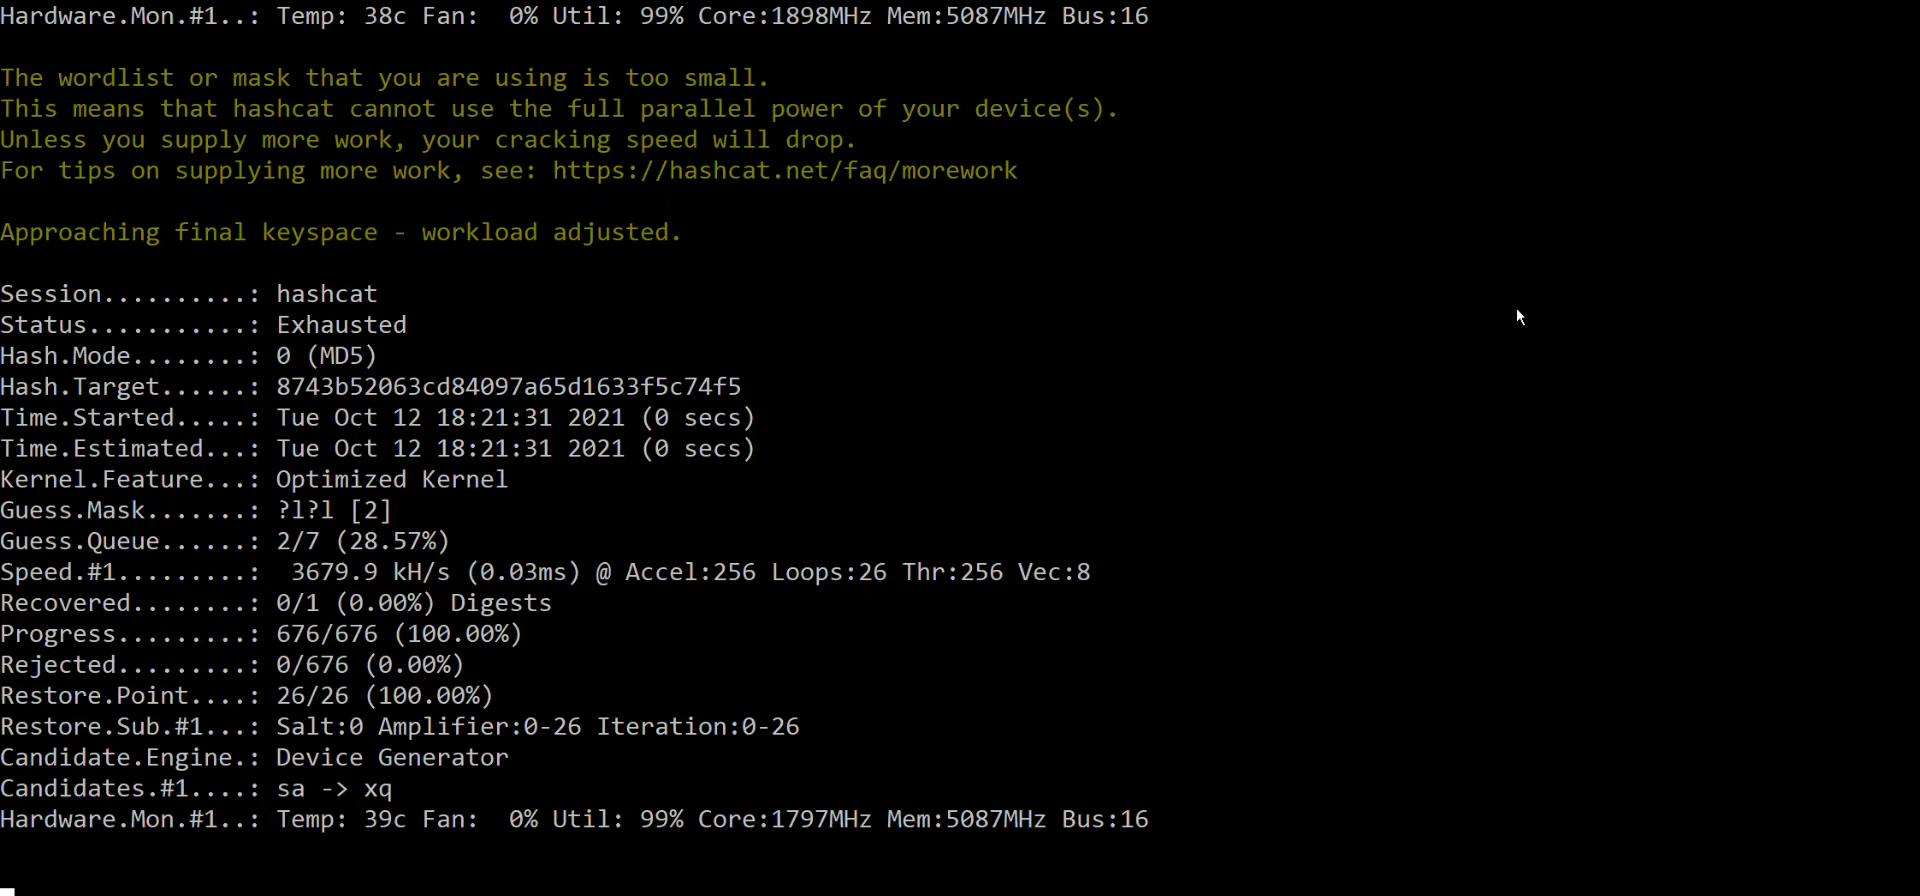 Hardware.Mon.#1..: Temp: 38c Fan:  0% Util: 99% Core:1898MHz Mem:5087MHz Bus:16
The wordlist or mask that you are using is too small.
This means that hashcat cannot use the full parallel power of your device(s).
Unless you supply more work, your cracking speed will drop.
For tips on supplying more work, see: https://hashcat.net/faq/morework
Approaching final keyspace - workload adjusted.
Session..........: hashcat
Status...........: Exhausted
Hash.Mode........: 0 (MD5)
Hash.Target......: 8743b52063cd84097a65d1633f5c74f5
Time.Started.....: Tue Oct 12 18:21:31 2021 (0 secs)
Time.Estimated...: Tue Oct 12 18:21:31 2021 (0 secs)
Kernel.Feature...: Optimized Kernel
Guess.Mask.......: ?l?l [2]
Guess.Queue......: 2/7 (28.57%)
Speed.#1.........:  3679.9 kH/s (0.03ms) @ Accel:256 Loops:26 Thr:256 Vec:8
Recovered........: 0/1 (0.00%) Digests
Progress.........: 676/676 (100.00%)
Rejected.........: 0/676 (0.00%)
Restore.Point....: 26/26 (100.00%)
Restore.Sub.#1...: Salt:0 Amplifier:0-26 Iteration:0-26
Candidate.Engine.: Device Generator
Candidates.#1....: sa -> xq
Hardware.Mon.#1..: Temp: 39c Fan:  0% Util: 99% Core:1797MHz Mem:5087MHz Bus:16